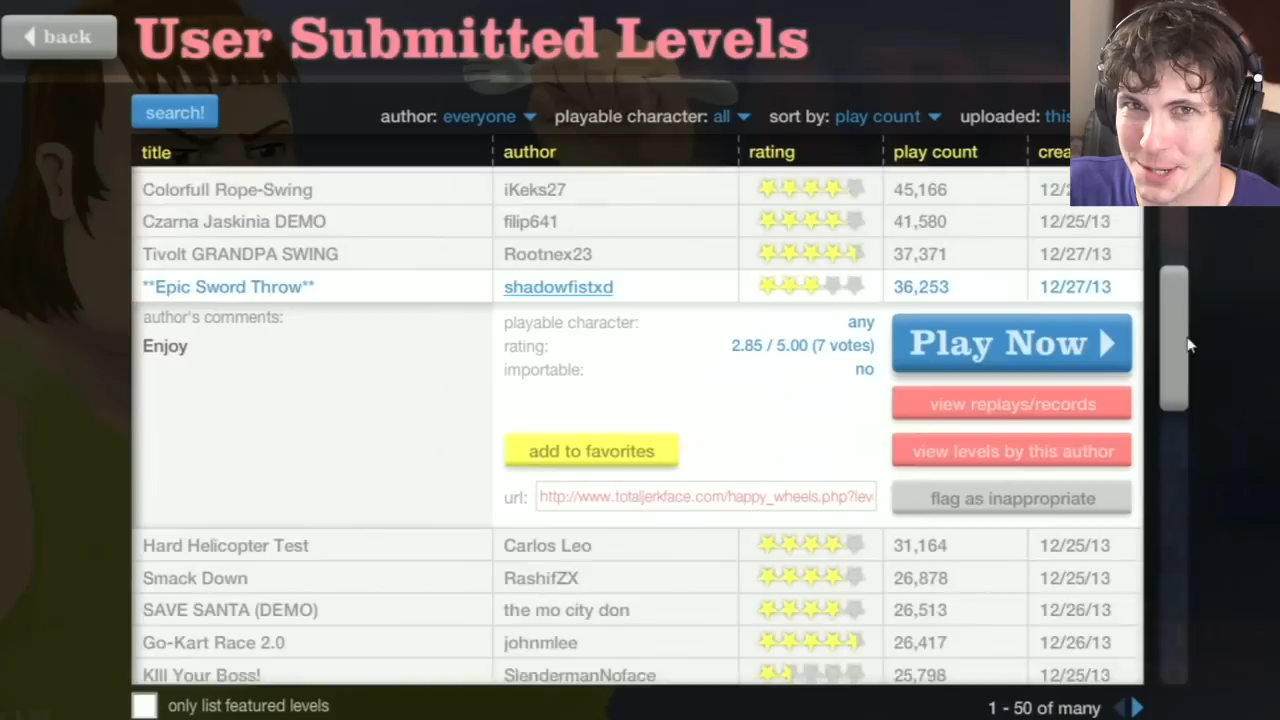 back
User Submitted Levels
search!
author: everyone playable character: all sort by: play count uploaded: this
title author rating play count
Colorfull Rope-Swing iKeks27 45,166
Czarna Jaskinia DEMO filip641 41,580 12/25/13
Tivolt GRANDPA SWING Rootnex23 37,371 12/27/13
**Epic Sword Throw** shadowfistxd 36,253 12/27/13
author's comments:
Enjoy
playable character: any
rating: 2.85 / 5.00 (7 votes)
importable: no
Play Now
view replays/records
add to favorites
view levels by this author
url: http://www.totaljerkface.com/happy_wheels.php?lev
flag as inappropriate
Hard Helicopter Test Carlos Leo 31,164 12/25/13
Smack Down RashifZX 26,878 12/25/13
SAVE SANTA (DEMO) the mo city don 26,513 12/26/13
Go-Kart Race 2.0 johnmlee 26,417 12/26/13
KIll Your Boss! SlendermanNoface 25,798 12/25/13
only list featured levels
1 - 50 of many